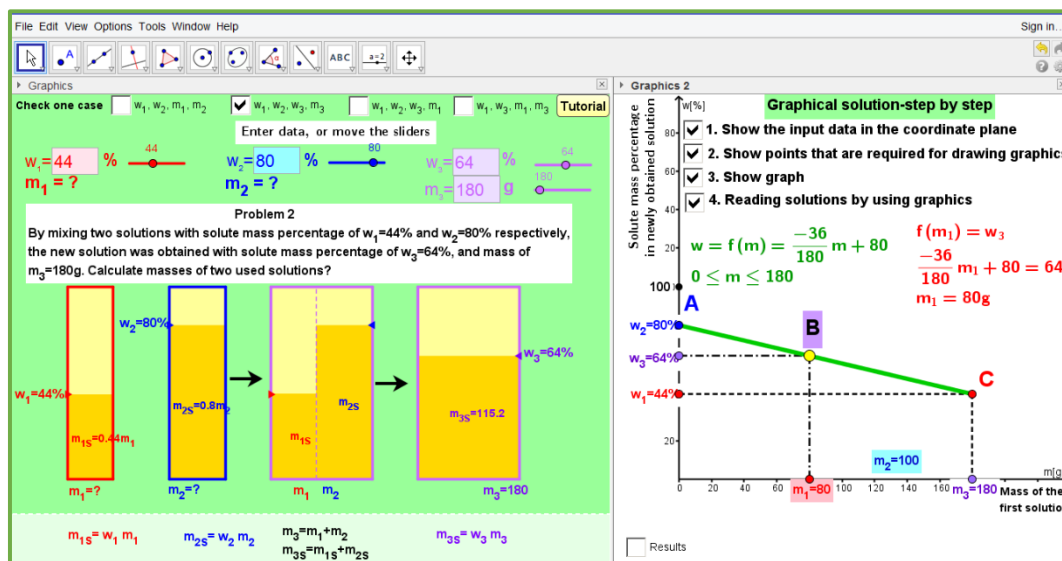 File Edit View Options Tools Window Help
Sign in...
ABC
a=2
Graphics
Check one case
w1, w2, m1, m2
w1, w2, w3, m3
w1, w2, w3, m1
w1, w3, m1, m3
Tutorial
Enter data, or move the sliders
w1= 44 %
44
m1 = ?
w2= 80 %
80
m2 = ?
w3= 64 %
64
m3= 180 g
180
Problem 2
By mixing two solutions with solute mass percentage of w1=44% and w2=80% respectively,
the new solution was obtained with solute mass percentage of w3=64%, and mass of
m3=180g. Calculate masses of two used solutions?
w2=80%
w3=64%
w1=44%
m1S=0.44m1
m2S=0.8m2
m1S
m2S
m3S=115.2
m1=?
m2=?
m1
m2
m3=180
m1S= w1 m1
m2S= w2 m2
m3=m1+m2
m3S=m1S+m2S
m3S= w3 m3
Graphics 2
w[%]
Graphical solution-step by step
1. Show the input data in the coordinate plane
2. Show points that are required for drawing graphics
3. Show graph
4. Reading solutions by using graphics
Solute mass percentage
in newly obtained solution
80
60
40
20
100
w = f(m) = -36/180 m + 80
0 ≤ m ≤ 180
f(m1) = w3
-36/180 m1 + 80 = 64
m1 = 80g
A
B
C
w2=80%
w3=64%
w1=44%
20
m2=100
m[g
0 20 40 60 m1=80 100 120 140 160 m3=180
Mass of the
first solutio
Results